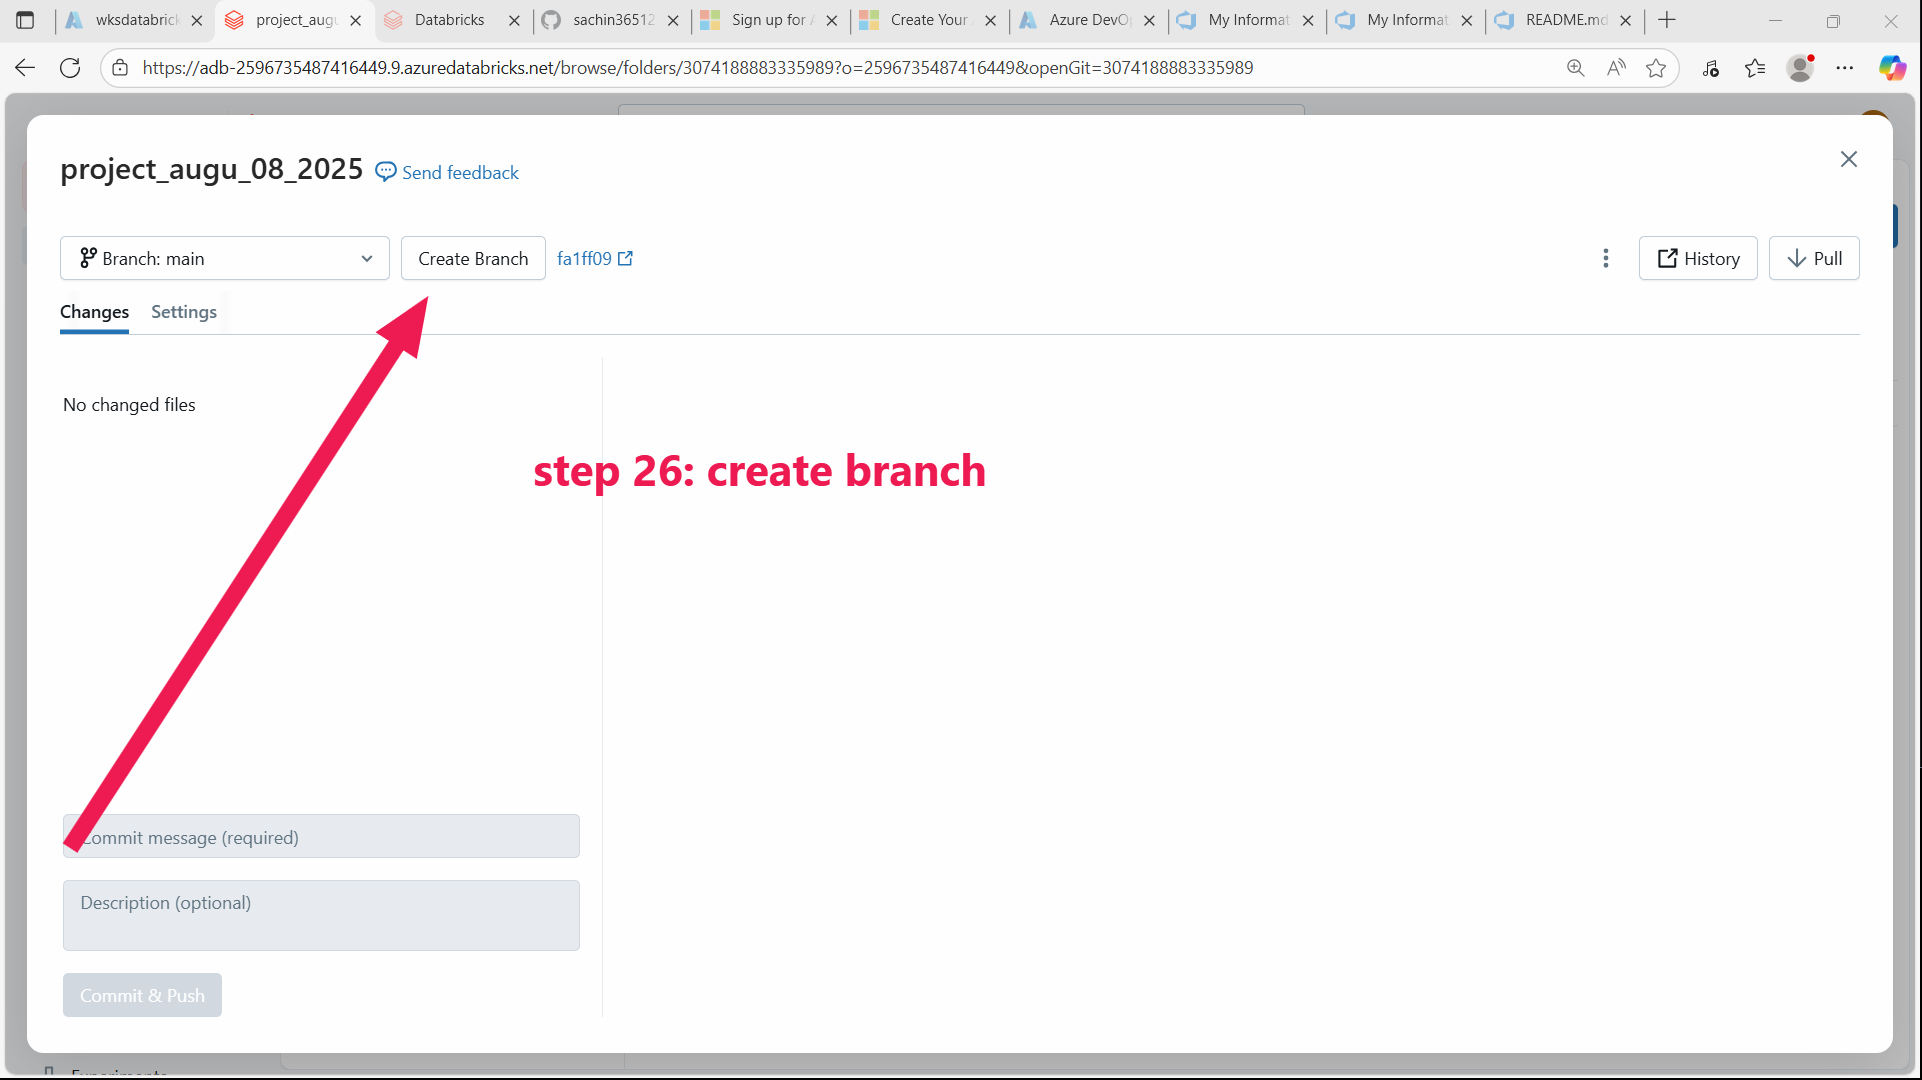 wksdatabrick
project_augu
Databricks
sachin36512
Sign up for A
Create Your A
Azure DevO
My Informat
My Informat
README.md
https://adb-2596735487416449.9.azuredatabricks.net/browse/folders/3074188883335989?o=2596735487416449&openGit=3074188883335989
project_augu_08_2025 Send feedback
Branch: main
Create Branch
fa1ff09
History
Pull
Changes
Settings
No changed files
step 26: create branch
Commit message (required)
Description (optional)
Commit & Push